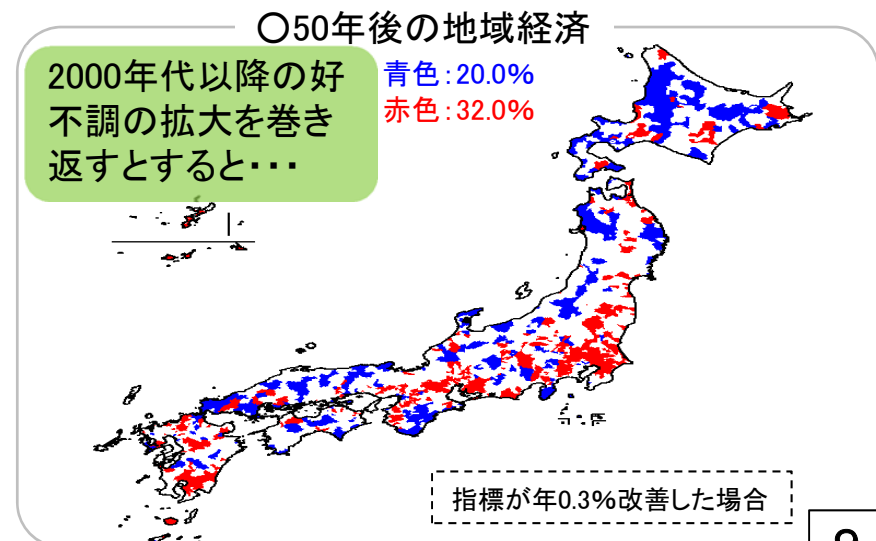 〇50年後の地域経済
2000年代以降の好
不調の拡大を巻き
返すとすると・・・
青色：20.0%
赤色：32.0%
指標が年0.3%改善した場合